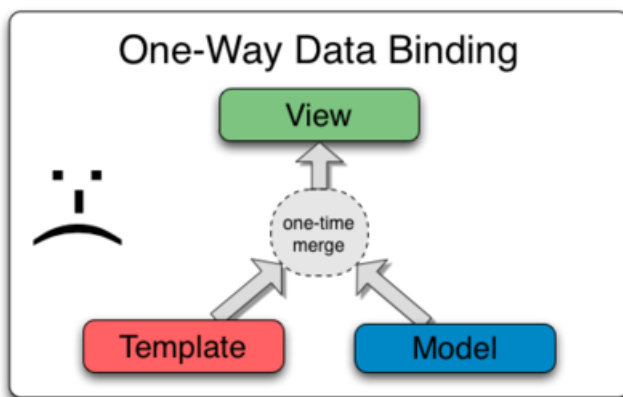 One-Way Data Binding
View
one-time
merge
Template
Model